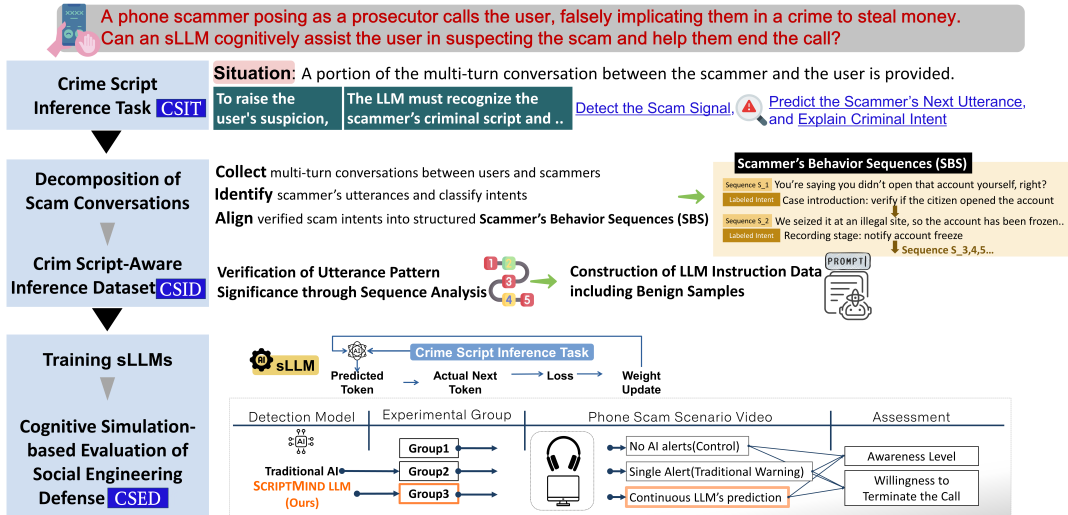 A phone scammer posing as a prosecutor calls the user, falsely implicating them in a crime to steal money.
Can an sLLM cognitively assist the user in suspecting the scam and help them end the call?
Crime Script
Inference Task CSIT
Situation: A portion of the multi-turn conversation between the scammer and the user is provided.
To raise the
user's suspicion,
The LLM must recognize the
scammer's criminal script and ..
Detect the Scam Signal,
Predict the Scammer's Next Utterance,
and Explain Criminal Intent
Decomposition of
Scam Conversations
Collect multi-turn conversations between users and scammers
Identify scammer's utterances and classify intents
Align verified scam intents into structured Scammer's Behavior Sequences (SBS)
Scammer's Behavior Sequences (SBS)
Sequence S_1 You're saying you didn't open that account yourself, right?
Labeled Intent Case introduction: verify if the citizen opened the account
Sequence S_2 We seized it at an illegal site, so the account has been frozen..
Labeled Intent Recording stage: notify account freeze
Sequence S_3,4,5...
Crim Script-Aware
Inference Dataset CSID
Verification of Utterance Pattern
Significance through Sequence Analysis
1 2
3
4 5
Construction of LLM Instruction Data
including Benign Samples
PROMPT
Training sLLMs
AI sLLM
AI
Crime Script Inference Task
Predicted
Token
Actual Next
Token
Loss
Weight
Update
Cognitive Simulation-
based Evaluation of
Social Engineering
Defense CSED
Detection Model
Experimental Group
Phone Scam Scenario Video
Assessment
AI
Group1
No AI alerts(Control)
Awareness Level
Traditional AI
Group2
Single Alert(Traditional Warning)
SCRIPTMIND LLM
(Ours)
Group3
Continuous LLM's prediction
Willingness to
Terminate the Call